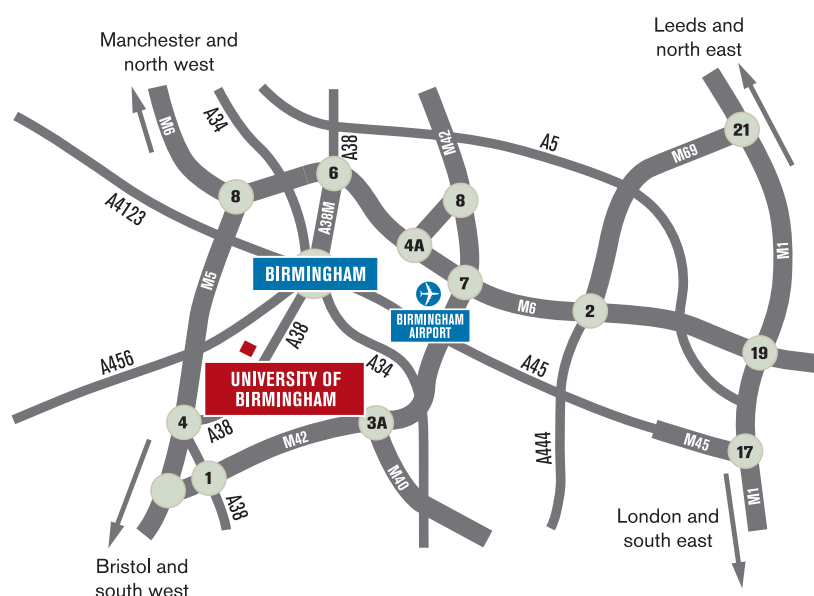 Leeds and
north east
Manchester and
north west
M6
A34
A38
M42
A5
21
M69
6
8
8
A4123
A38M
4A
M1
BIRMINGHAM
7
M5
BIRMINGHAM
AIRPORT
M6
2
A38
A34
19
A456
A45
UNIVERSITY OF
BIRMINGHAM
4
A38
3A
M42
A444
M45
17
1
M40
M1
A38
London and
south east
Bristol and
south west